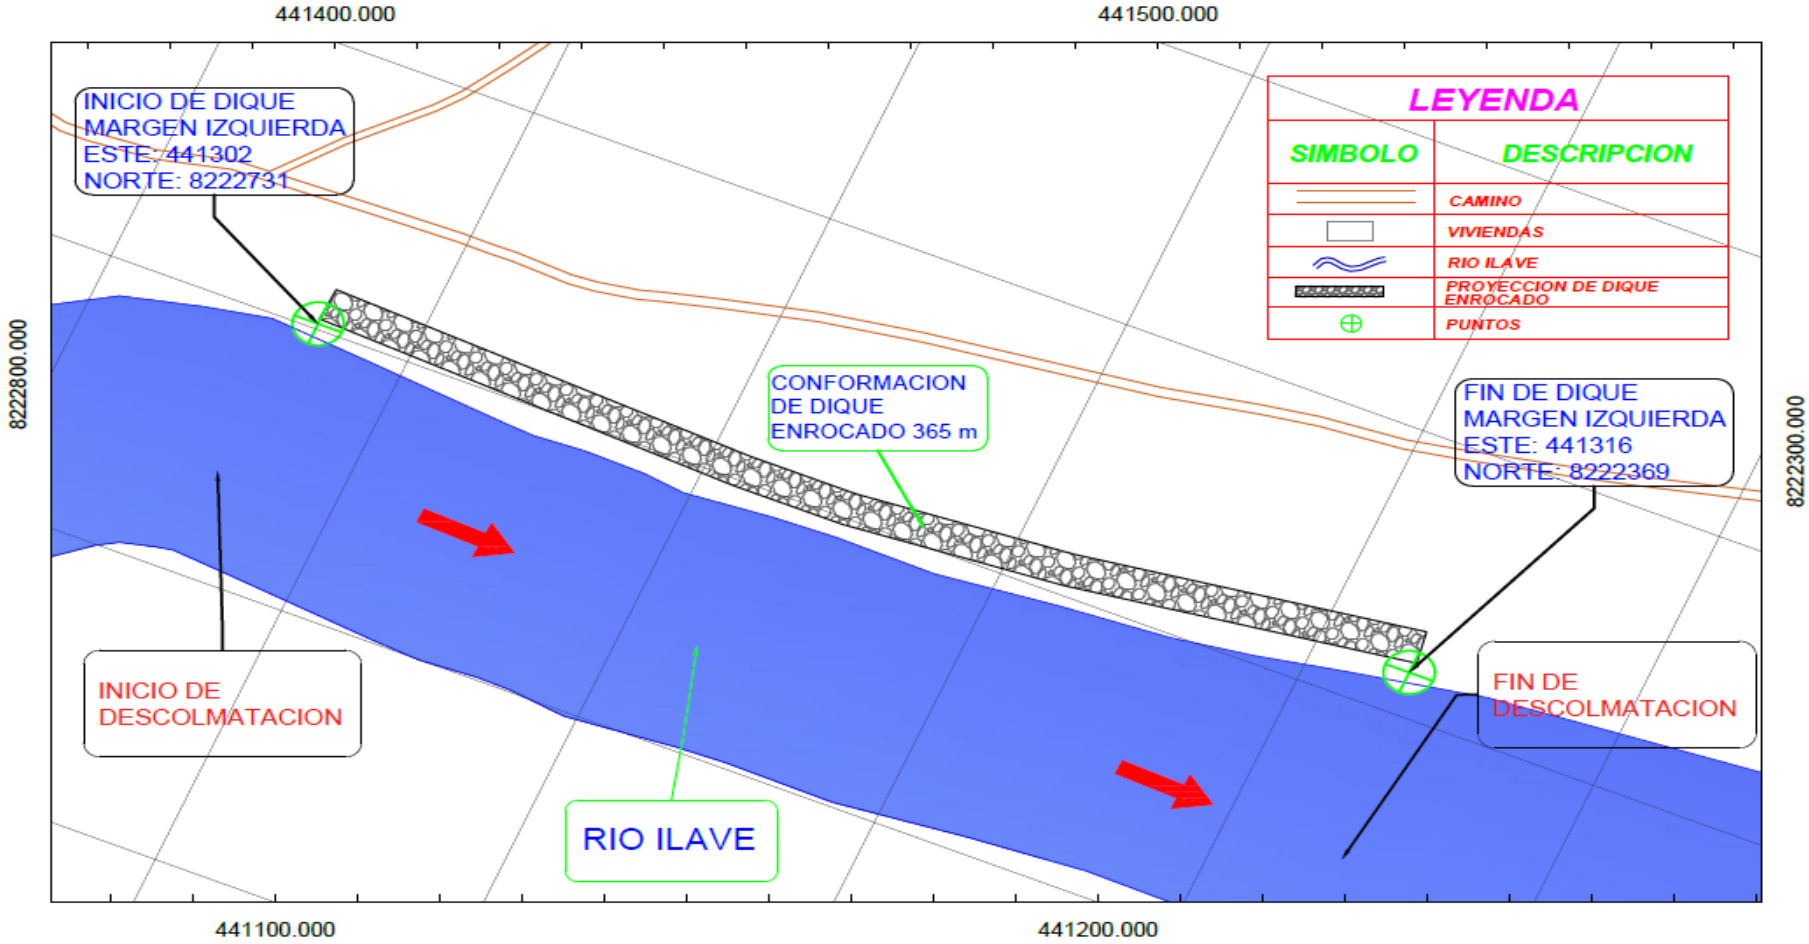 441400.000
441500.000
INICIO DE DIQUE
MARGEN IZQUIERDA
ESTE: 441302
NORTE: 8222731
LEYENDA
SIMBOLO
DESCRIPCION
CAMINO
VIVIENDAS
RIO ILAVE
PROYECCION DE DIQUE
ENROCADO
PUNTOS
8222800.000
CONFORMACION
DE DIQUE
ENROCADO 365 m
FIN DE DIQUE
MARGEN IZQUIERDA
ESTE: 441316
NORTE: 8222369
8222300.000
INICIO DE
DESCOLMATACION
FIN DE
DESCOLMATACION
RIO ILAVE
441100.000
441200.000